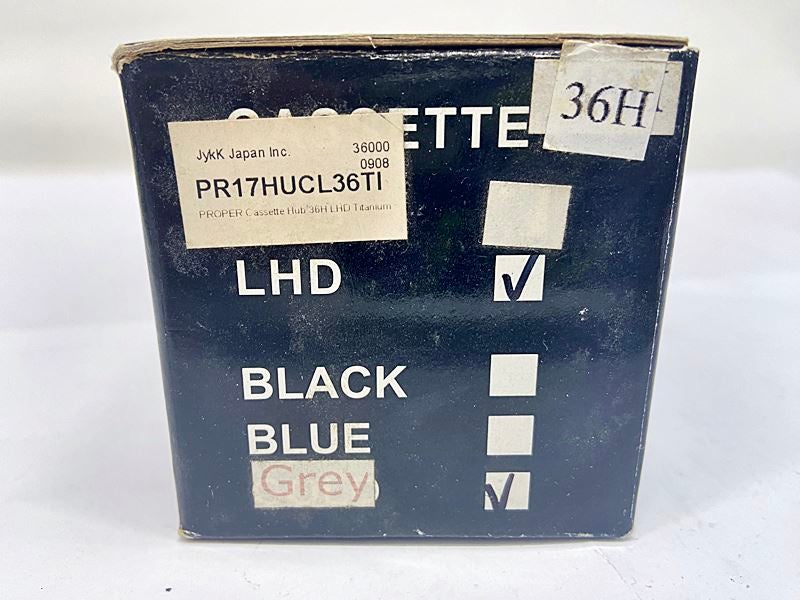 CASSETTE
36H
JykK Japan Inc. 36000
0908
PR17HUCL36TI
PROPER Cassette Hub 36H LHD Titanium
LHD
BLACK
BLUE
Grey